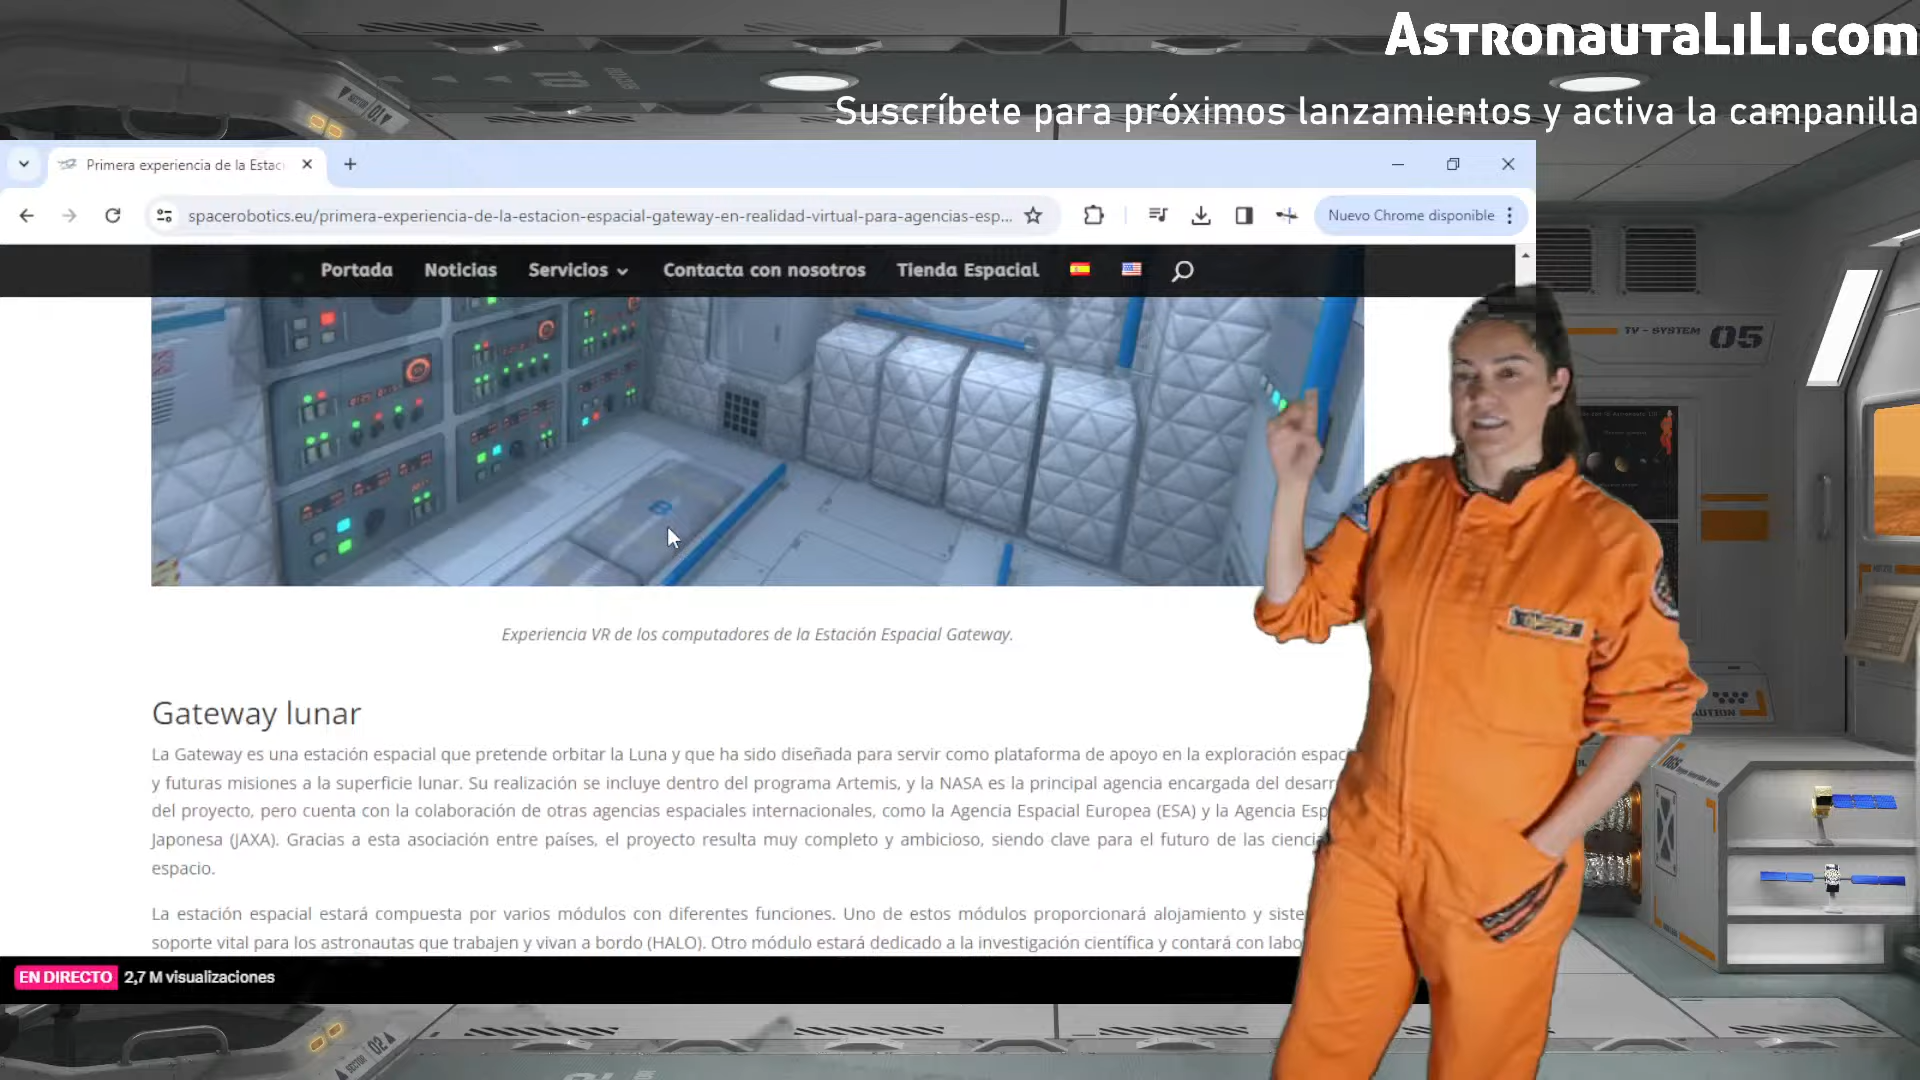 AstronautaLiLi.com
Suscríbete para próximos lanzamientos y activa la campanilla
Primera experiencia de la Estac
spacerobotics.eu/primera-experiencia-de-la-estacion-espacial-gateway-en-realidad-virtual-para-agencias-esp...
Nuevo Chrome disponible
Portada Noticias Servicios Contacta con nosotros Tienda Espacial
TV - SYSTEM 05
Experiencia VR de los computadores de la Estación Espacial Gateway.
Gateway lunar
La Gateway es una estación espacial que pretende orbitar la Luna y que ha sido diseñada para servir como plataforma de apoyo en la exploración espac
y futuras misiones a la superficie lunar. Su realización se incluye dentro del programa Artemis, y la NASA es la principal agencia encargada del desarr
del proyecto, pero cuenta con la colaboración de otras agencias espaciales internacionales, como la Agencia Espacial Europea (ESA) y la Agencia Esp
Japonesa (JAXA). Gracias a esta asociación entre países, el proyecto resulta muy completo y ambicioso, siendo clave para el futuro de las cienci
espacio.
La estación espacial estará compuesta por varios módulos con diferentes funciones. Uno de estos módulos proporcionará alojamiento y siste
soporte vital para los astronautas que trabajen y vivan a bordo (HALO). Otro módulo estará dedicado a la investigación científica y contará con labo
EN DIRECTO 2,7 M visualizaciones